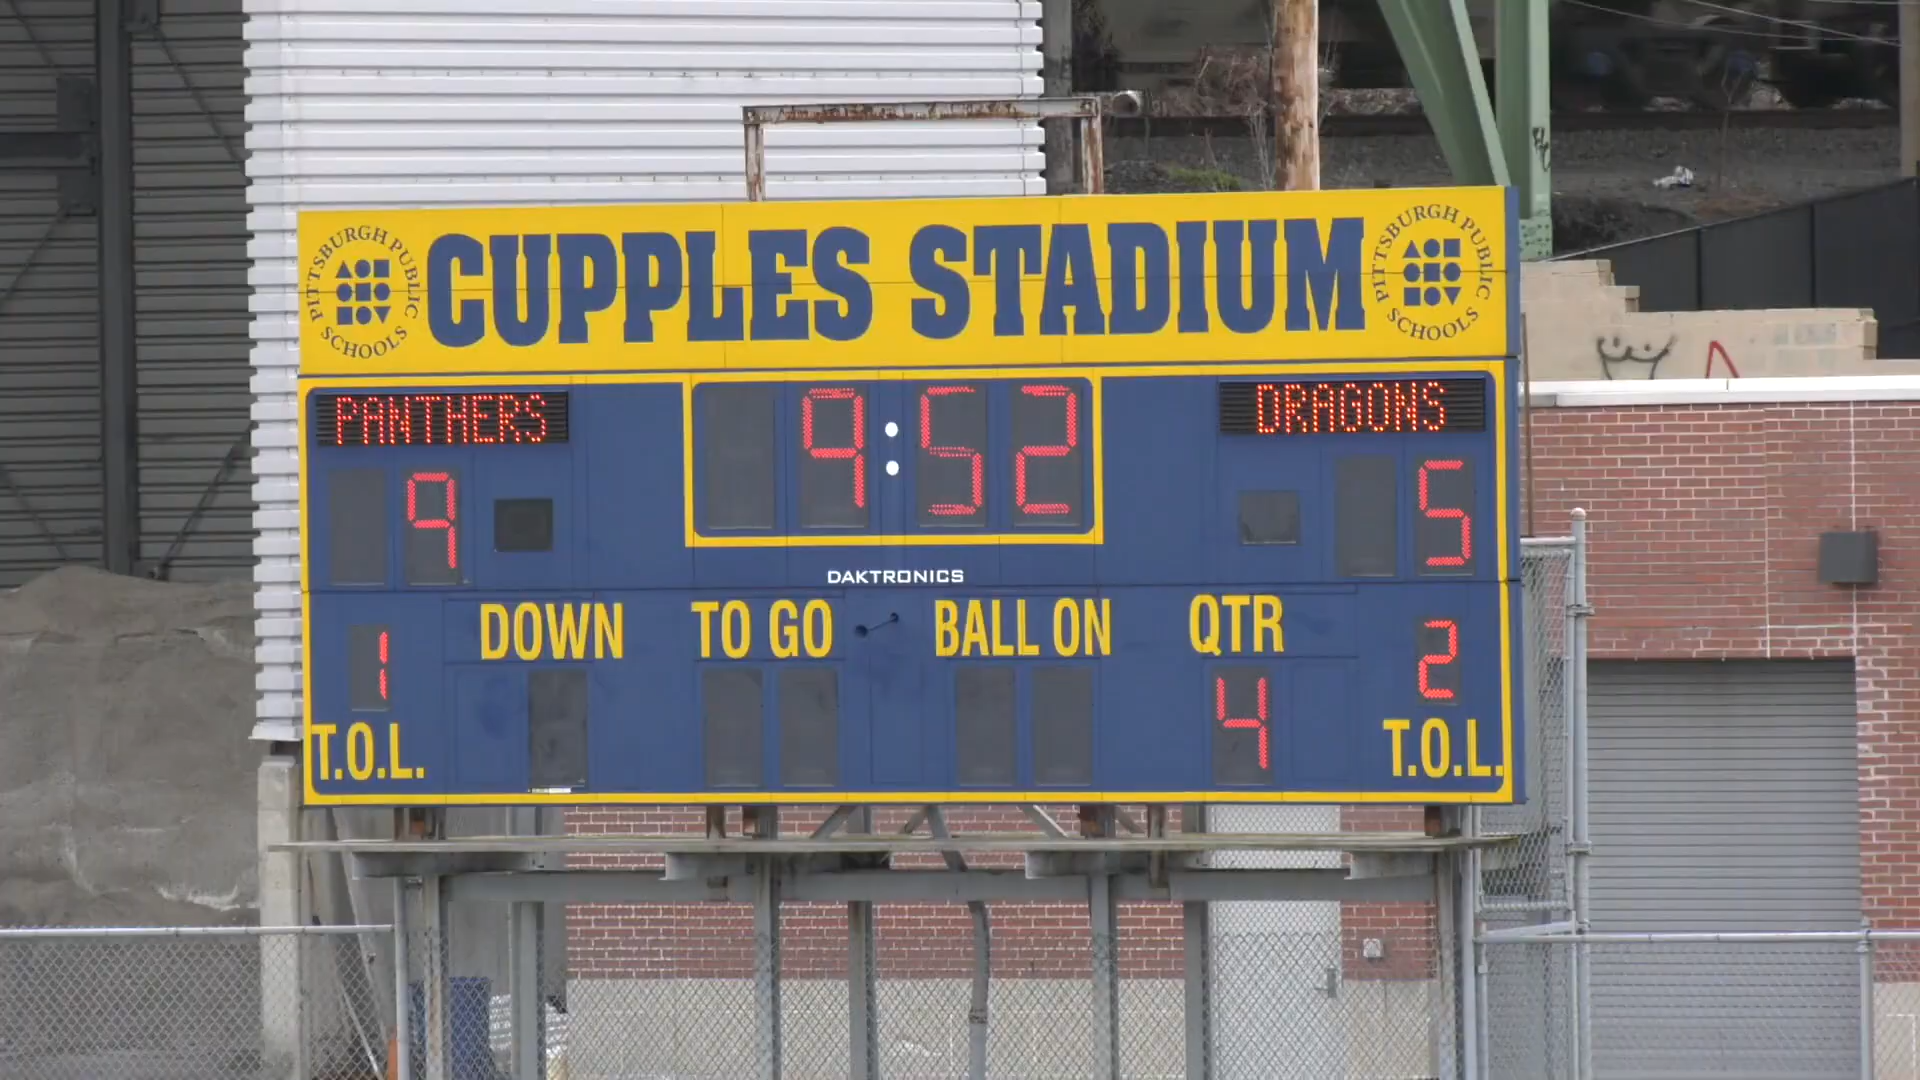 PITTSBURGH PUBLIC SCHOOLS
CUPPLES STADIUM
PITTSBURGH PUBLIC SCHOOLS
PANTHERS
9:52
DRAGONS
9
5
DAKTRONICS
DOWN TO GO BALL ON QTR
1
4
2
T.O.L.
T.O.L.